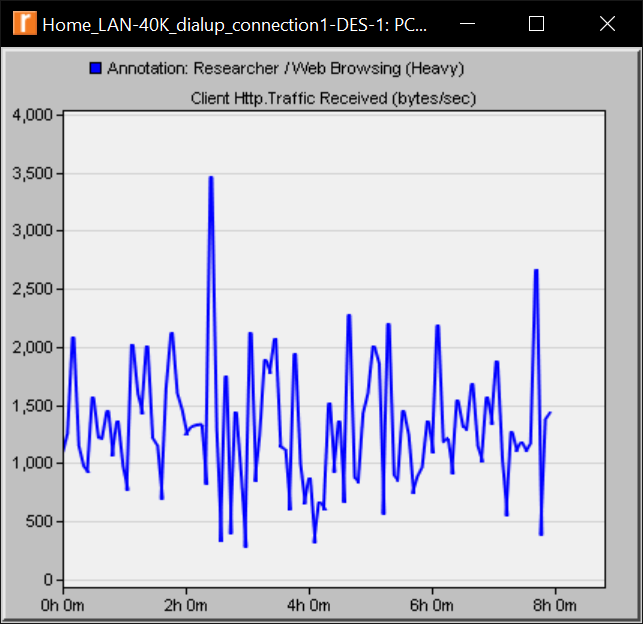 Home_LAN-40K_dialup_connection1-DES-1: PC...
Annotation: Researcher / Web Browsing (Heavy)
Client Http.Traffic Received (bytes/sec)
4,000
3,500
3,000
2,500
2,000
1,500
1,000
500
0
0h 0m 2h 0m 4h 0m 6h 0m 8h 0m